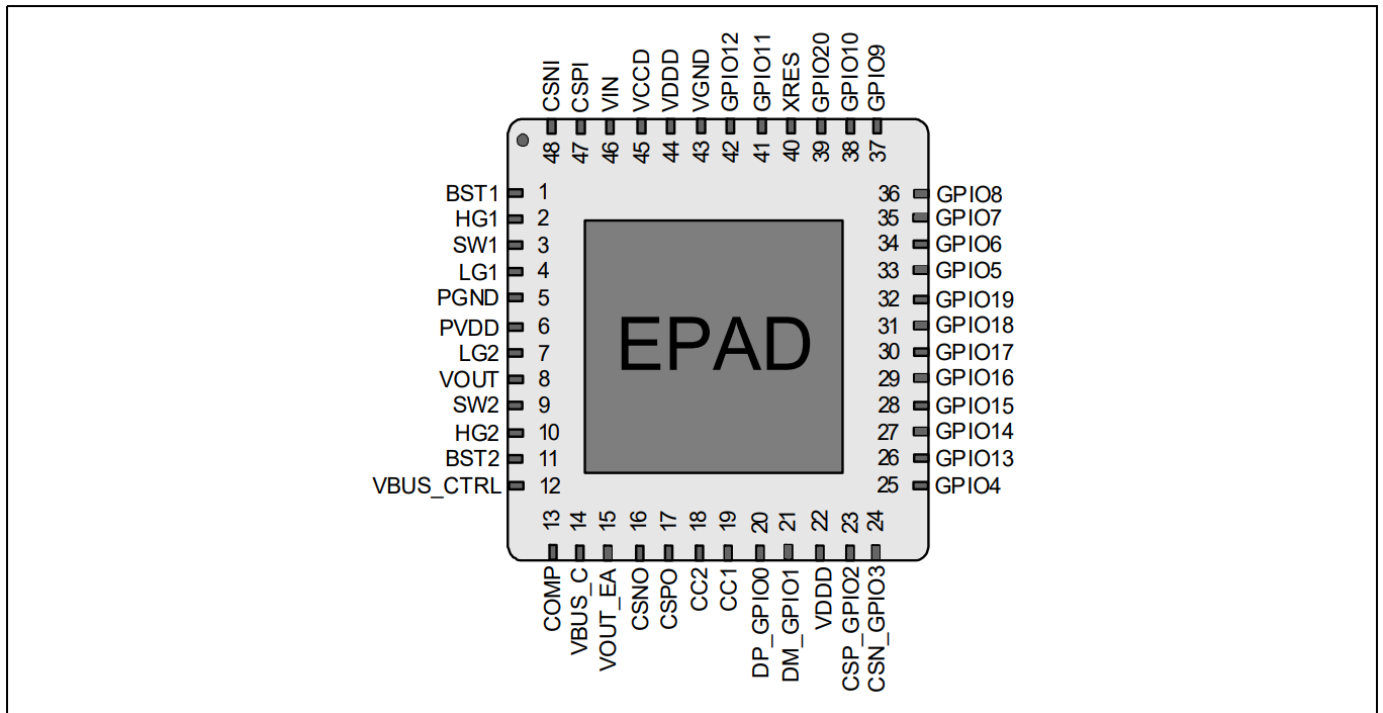 CSNI CSPI VIN VCCD VDDD VGND GPIO12 GPIO11 XRES GPIO20 GPIO10 GPIO9
48 47 46 45 44 43 42 41 40 39 38 37
BST1 1
HG1 2
SW1 3
LG1 4
PGND 5
PVDD 6
LG2 7
VOUT 8
SW2 9
HG2 10
BST2 11
VBUS_CTRL 12
EPAD
36 GPIO8
35 GPIO7
34 GPIO6
33 GPIO5
32 GPIO19
31 GPIO18
30 GPIO17
29 GPIO16
28 GPIO15
27 GPIO14
26 GPIO13
25 GPIO4
13 14 15 16 17 18 19 20 21 22 23 24
COMP VBUS_C VOUT_EA CSNO CSPO CC2 CC1 DP_GPIO0 DM_GPIO1 VDDD CSP_GPIO2 CSN_GPIO3